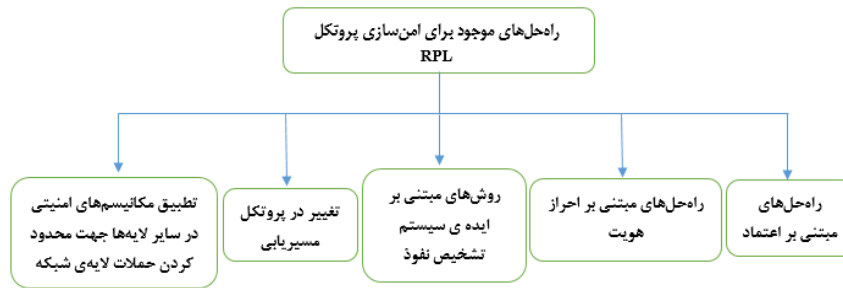 راه‌حل‌های موجود برای امن‌سازی پروتکل
RPL
راه‌حل‌های
مبتنی بر اعتماد
راه‌حل‌های مبتنی بر احراز
هویت
روش‌های مبتنی بر
ایده ی سیستم
تشخیص نفوذ
تغییر در پروتکل
مسیریابی
تطبیق مکانیسم‌های امنیتی
در سایر لایه‌ها جهت محدود
کردن حملات لایه‌ی شبکه